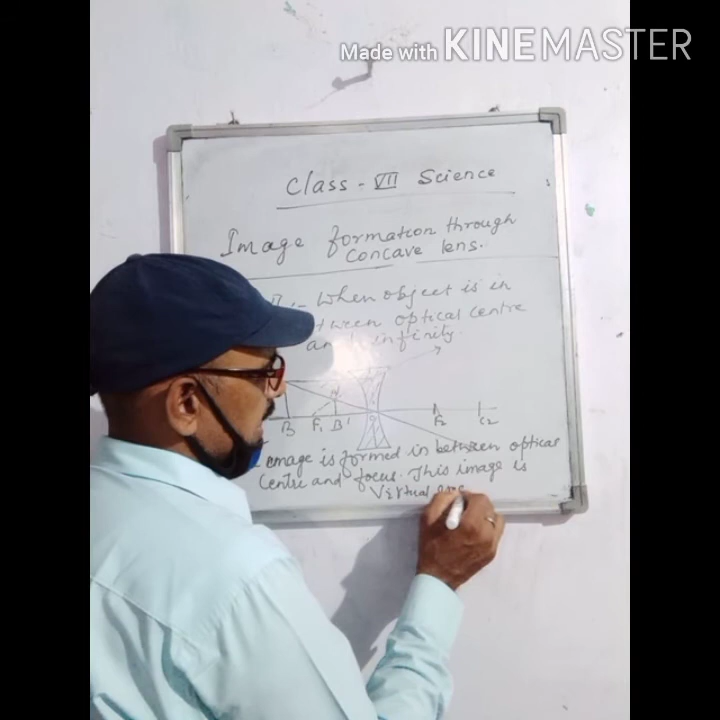 Made with KINEMASTER
Class - VII Science
Image formation through
concave lens.
When object is in
optical centre
infinity.
B F1 B' F2 C2
image is formed in between optical
centre and focus. This image is
Virtual